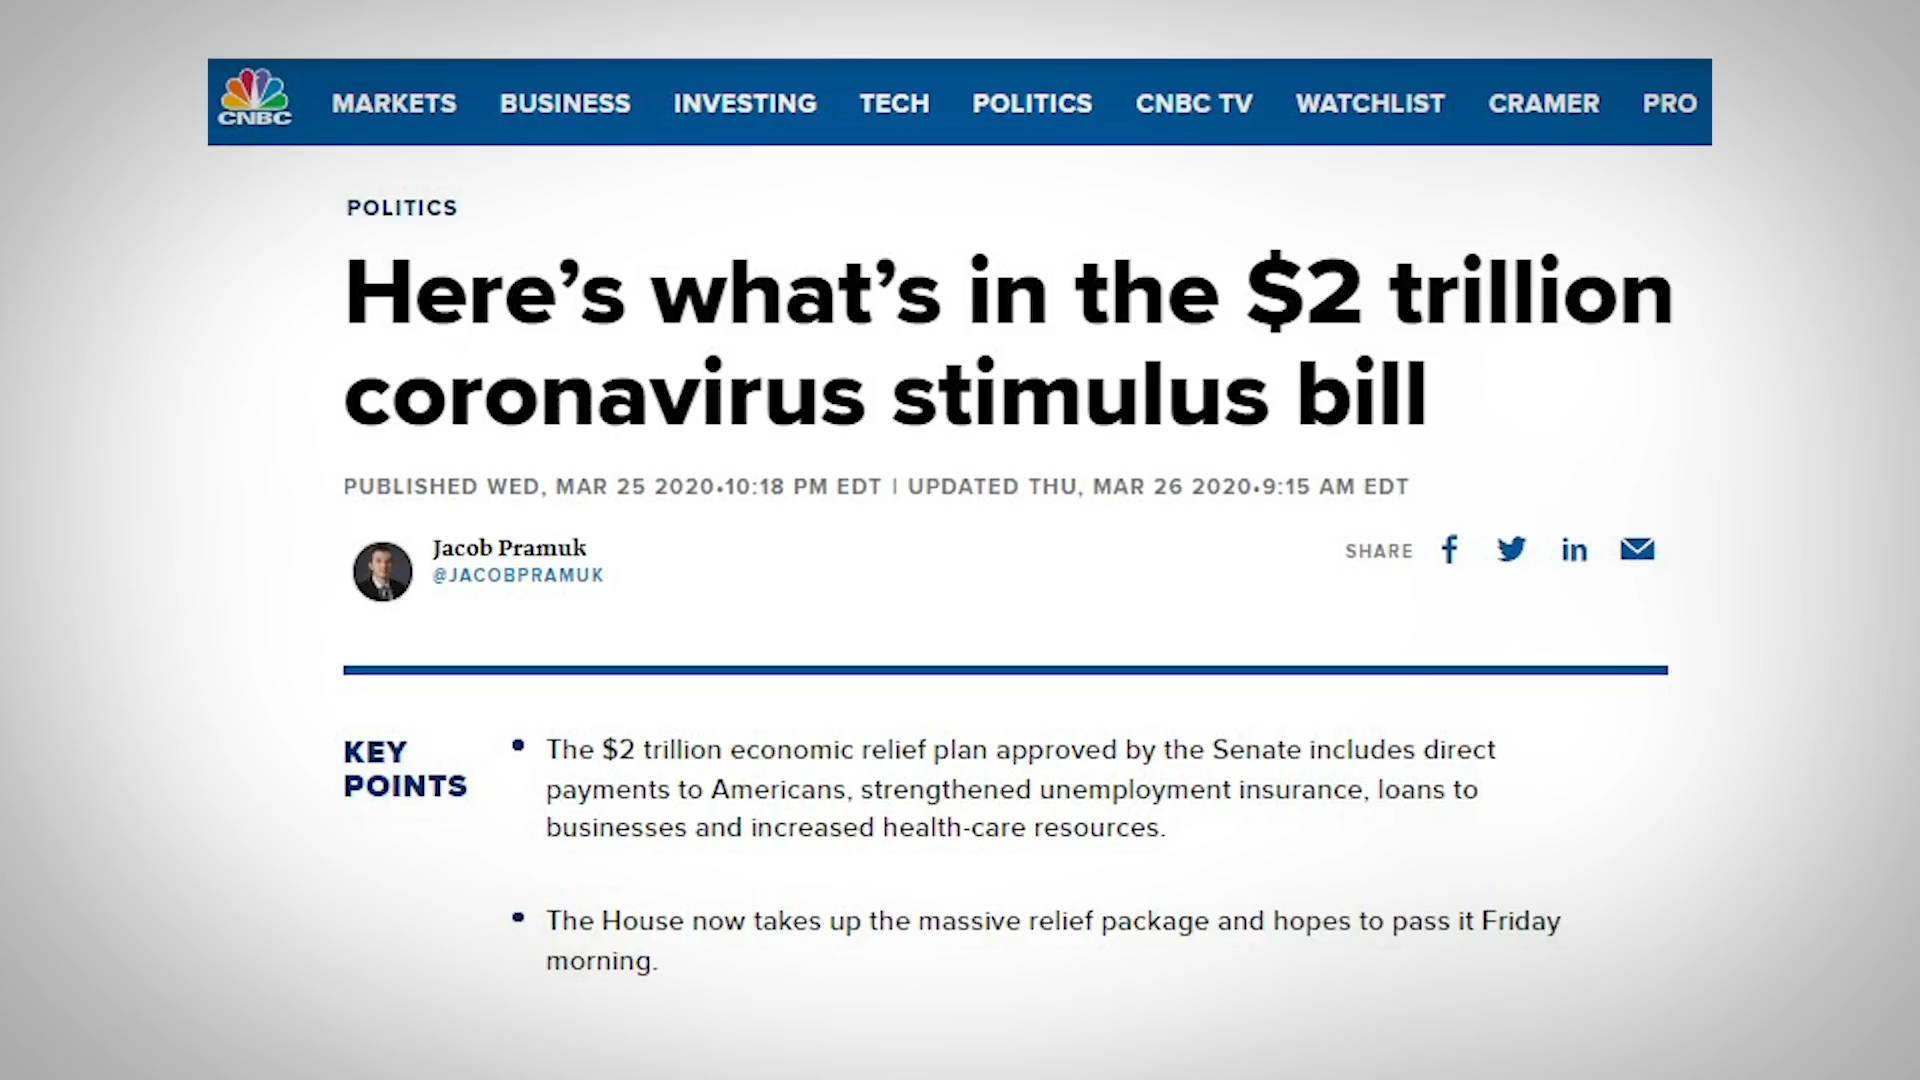 CNBC MARKETS BUSINESS INVESTING TECH POLITICS CNBC TV WATCHLIST CRAMER PRO
POLITICS
Here’s what’s in the $2 trillion
coronavirus stimulus bill
PUBLISHED WED, MAR 25 2020•10:18 PM EDT | UPDATED THU, MAR 26 2020•9:15 AM EDT
Jacob Pramuk
@JACOBPRAMUK
SHARE
KEY
POINTS
• The $2 trillion economic relief plan approved by the Senate includes direct
payments to Americans, strengthened unemployment insurance, loans to
businesses and increased health-care resources.
• The House now takes up the massive relief package and hopes to pass it Friday
morning.